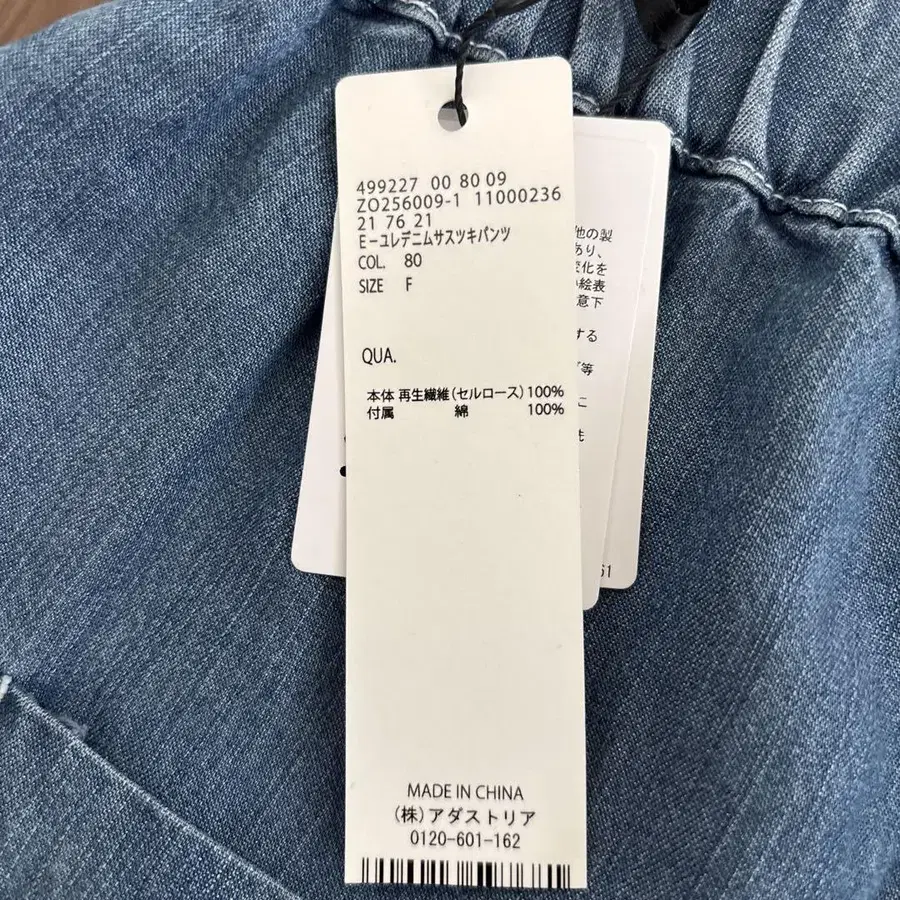 499227 00 80 09
ZO256009-1 11000236
21 76 21
E−ユレデニムサスツキパンツ
COL. 80
SIZE F
QUA.
本体 再生繊維(セルロース)100%
付属 綿 100%
MADE IN CHINA
(株)アダストリア
0120-601-162
他の製
あり、
変化を
絵表
意下
する
等
に
61